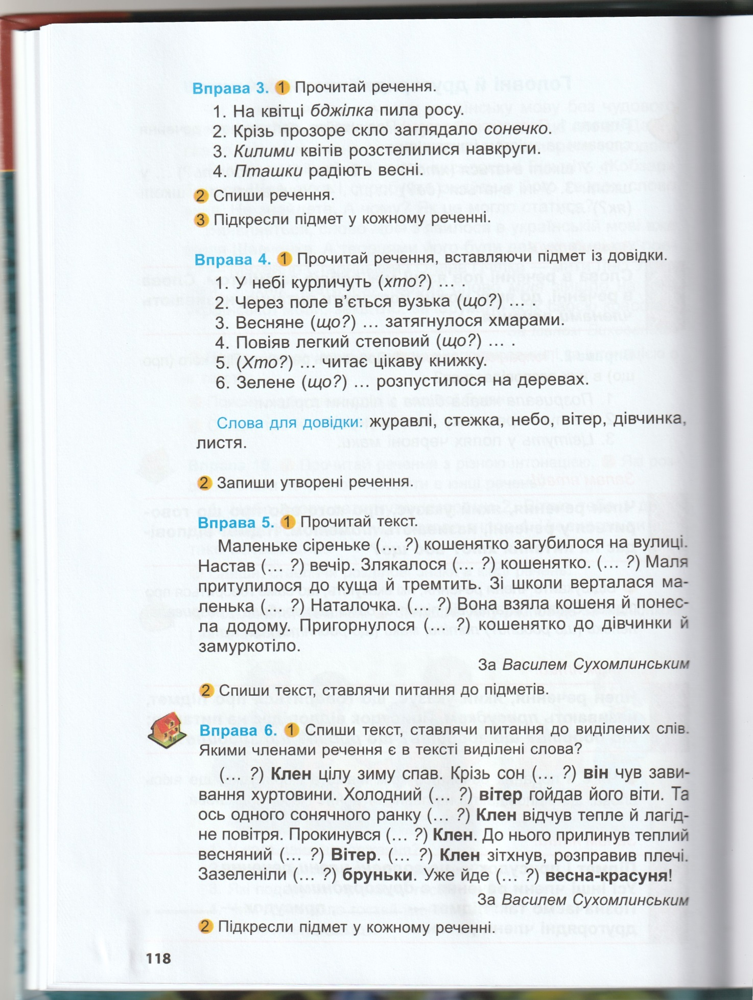 Вправа 3. 1 Прочитай речення.
1. На квітці бджілка пила росу.
2. Крізь прозоре скло заглядало сонечко.
3. Килими квітів розстелилися навкруги.
4. Пташки радіють весні.
2 Спиши речення.
3 Підкресли підмет у кожному реченні.
Вправа 4. 1 Прочитай речення, вставляючи підмет із довідки.
1. У небі курличуть (хто?) ... .
2. Через поле в'ється вузька (що?) ... .
3. Весняне (що?) ... затягнулося хмарами.
4. Повіяв легкий степовий (що?) ... .
5. (Хто?) ... читає цікаву книжку.
6. Зелене (що?) ... розпустилося на деревах.
Слова для довідки: журавлі, стежка, небо, вітер, дівчинка,
листя.
2 Запиши утворені речення.
Вправа 5. 1 Прочитай текст.
Маленьке сіреньке (... ?) кошенятко загубилося на вулиці.
Настав (... ?) вечір. Злякалося (... ?) кошенятко. (... ?) Маля
притулилося до куща й тремтить. Зі школи верталася ма-
ленька (... ?) Наталочка. (... ?) Вона взяла кошеня й понес-
ла додому. Пригорнулося (... ?) кошенятко до дівчинки й
замуркотіло.
За Василем Сухомлинським
2 Спиши текст, ставлячи питання до підметів.
Вправа 6. 1 Спиши текст, ставлячи питання до виділених слів.
Якими членами речення є в тексті виділені слова?
(... ?) Клен цілу зиму спав. Крізь сон (... ?) він чув зави-
вання хуртовини. Холодний (... ?) вітер гойдав його віти. Та
ось одного сонячного ранку (... ?) Клен відчув тепле й лагід-
не повітря. Прокинувся (... ?) Клен. До нього прилинув теплий
весняний (... ?) Вітер. (... ?) Клен зітхнув, розправив плечі.
Зазеленіли (... ?) бруньки. Уже йде (... ?) весна-красуня!
За Василем Сухомлинським
2 Підкресли підмет у кожному реченні.
118